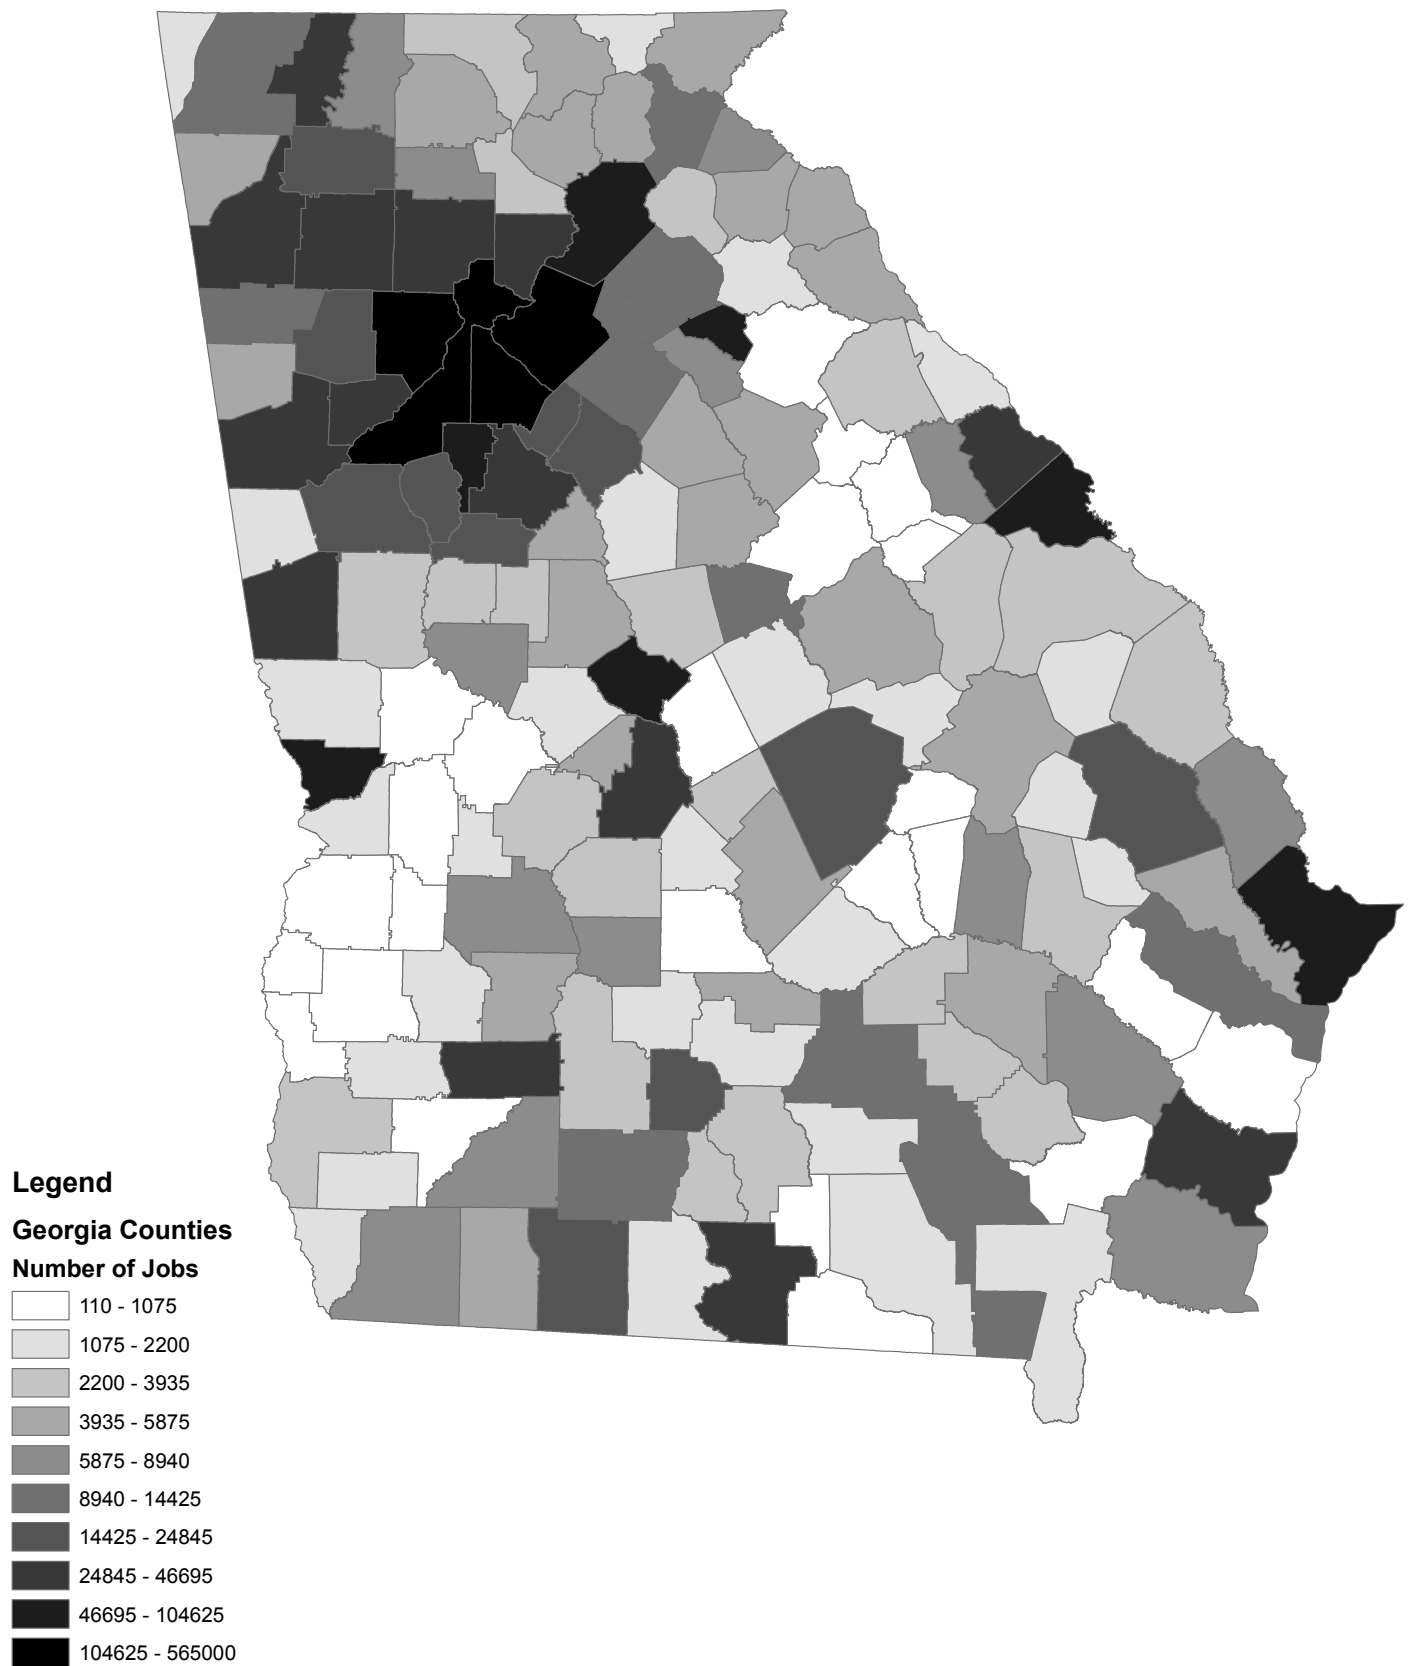 Legend
Georgia Counties
Number of Jobs
110 - 1075
1075 - 2200
2200 - 3935
3935 - 5875
5875 - 8940
8940 - 14425
14425 - 24845
24845 - 46695
46695 - 104625
104625 - 565000